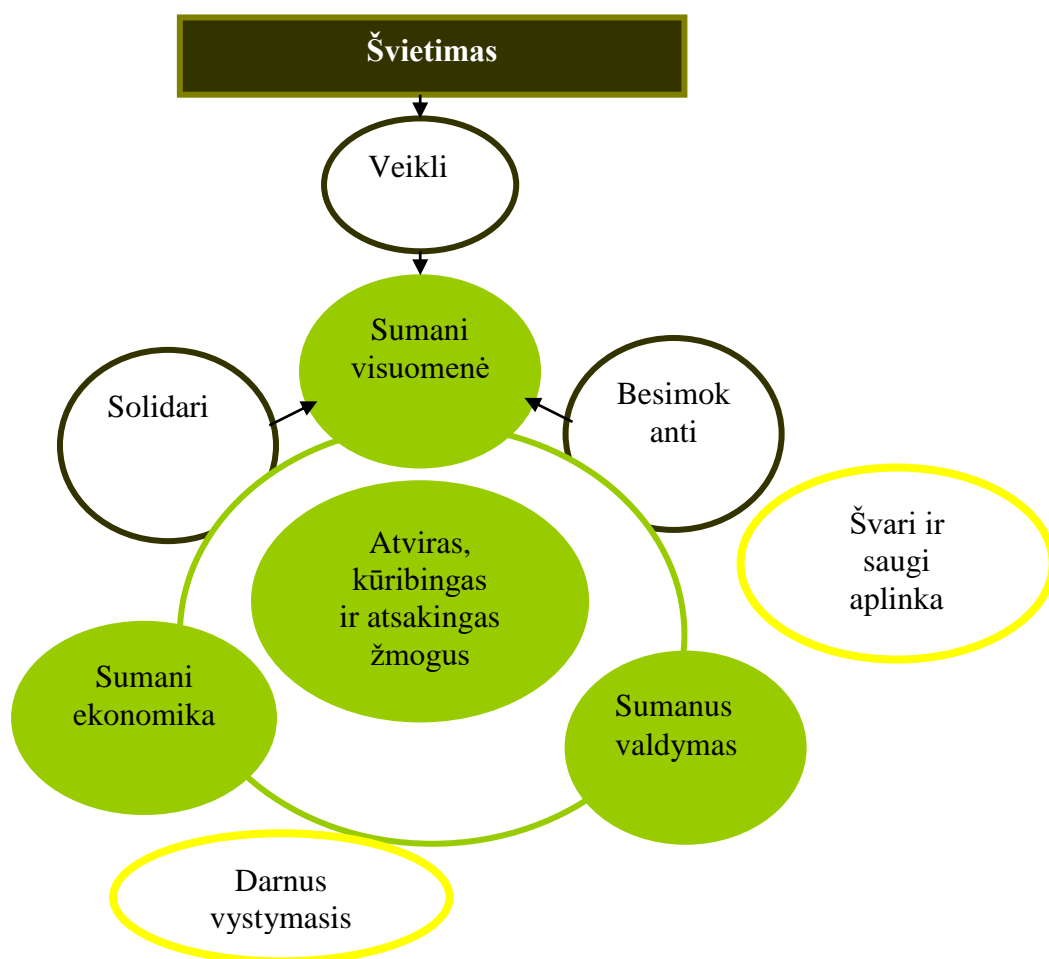 Švietimas
Veikli
Sumani
visuomenė
Solidari
Besimok
anti
Švari ir
saugi
aplinka
Atviras,
kūribingas
ir atsakingas
žmogus
Sumani
ekonomika
Sumanus
valdymas
Darnus
vystymasis